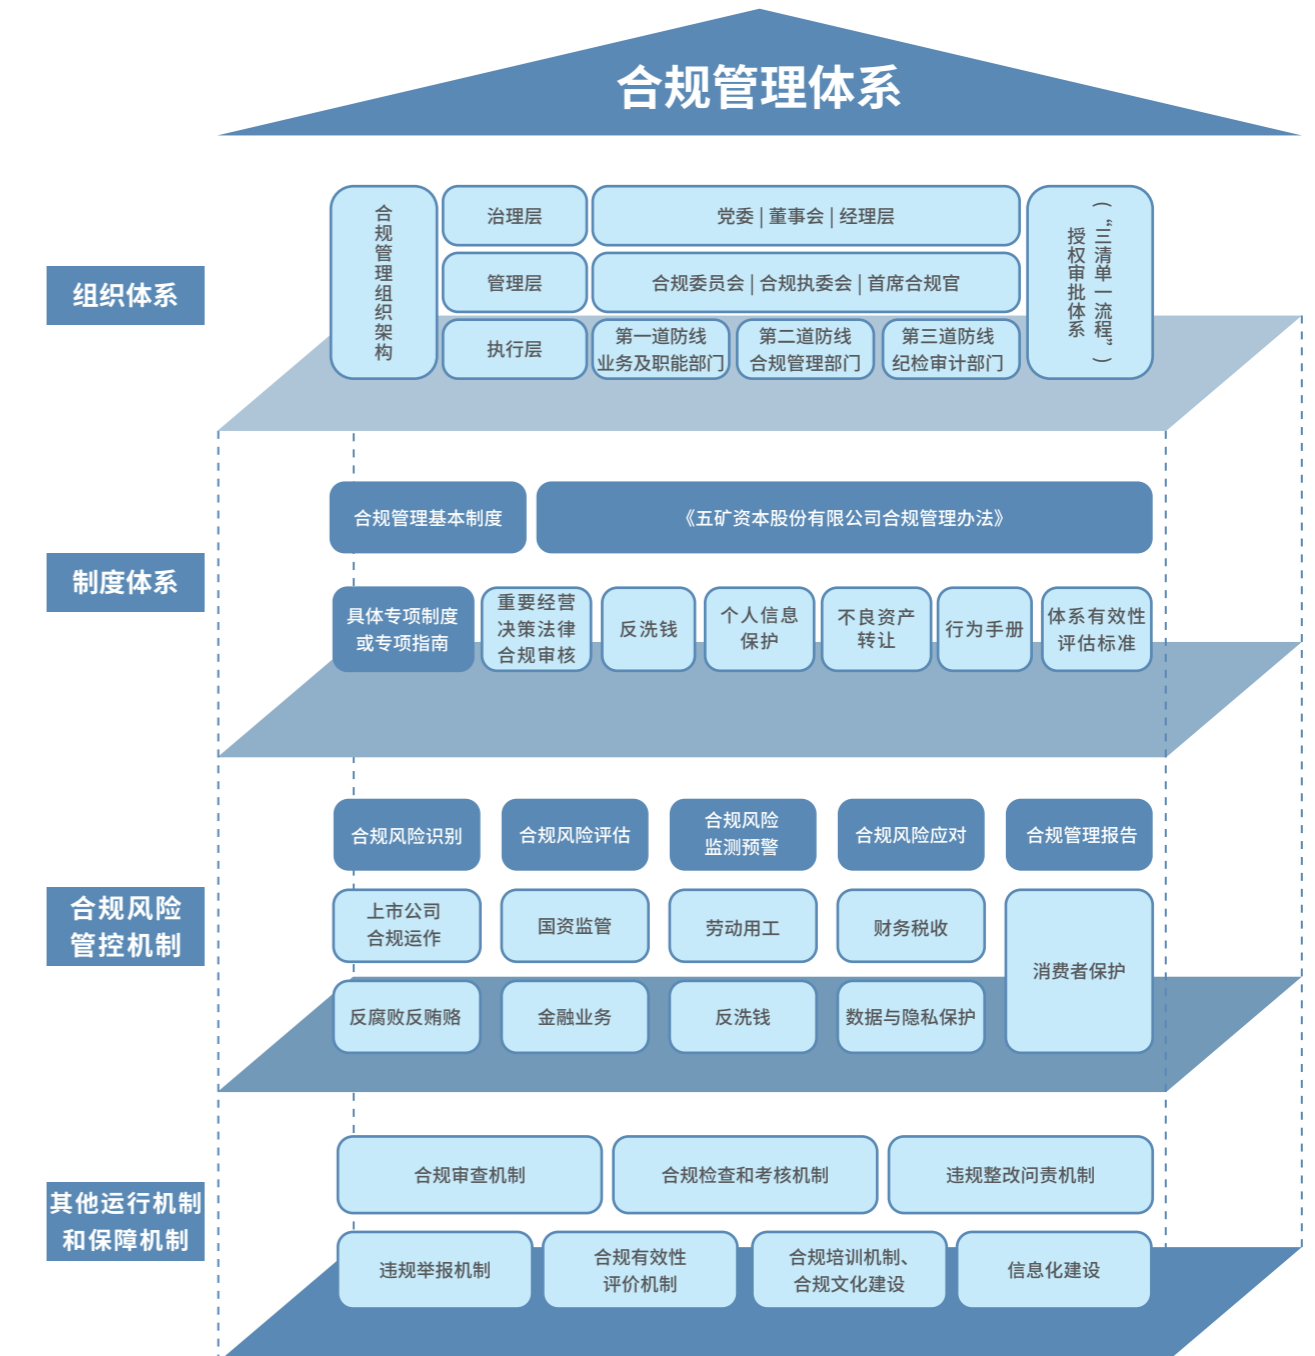 合规管理体系
组织体系
合规管理组织架构
治理层
党委 | 董事会 | 经理层
管理层
合规委员会 | 合规执委会 | 首席合规官
执行层
第一道防线
业务及职能部门
第二道防线
合规管理部门
第三道防线
纪检审计部门
授权审批体系
（“三清单一流程”）
制度体系
合规管理基本制度
《五矿资本股份有限公司合规管理办法》
具体专项制度
或专项指南
重要经营
决策法律
合规审核
反洗钱
个人信息
保护
不良资产
转让
行为手册
体系有效性
评估标准
合规风险
管控机制
合规风险识别
合规风险评估
合规风险
监测预警
合规风险应对
合规管理报告
上市公司
合规运作
国资监管
劳动用工
财务税收
消费者保护
反腐败反贿赂
金融业务
反洗钱
数据与隐私保护
其他运行机制
和保障机制
合规审查机制
合规检查和考核机制
违规整改问责机制
违规举报机制
合规有效性
评价机制
合规培训机制、
合规文化建设
信息化建设